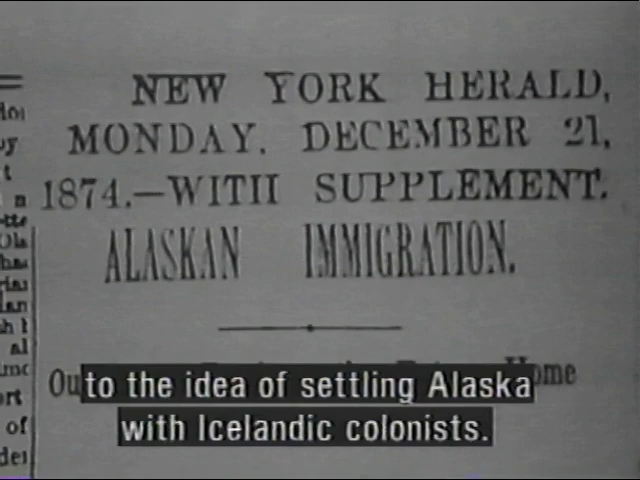 NEW YORK HERALD,
MONDAY, DECEMBER 21,
1874.—WITH SUPPLEMENT.
ALASKAN IMMIGRATION.
to the idea of settling Alaska
with Icelandic colonists.
of